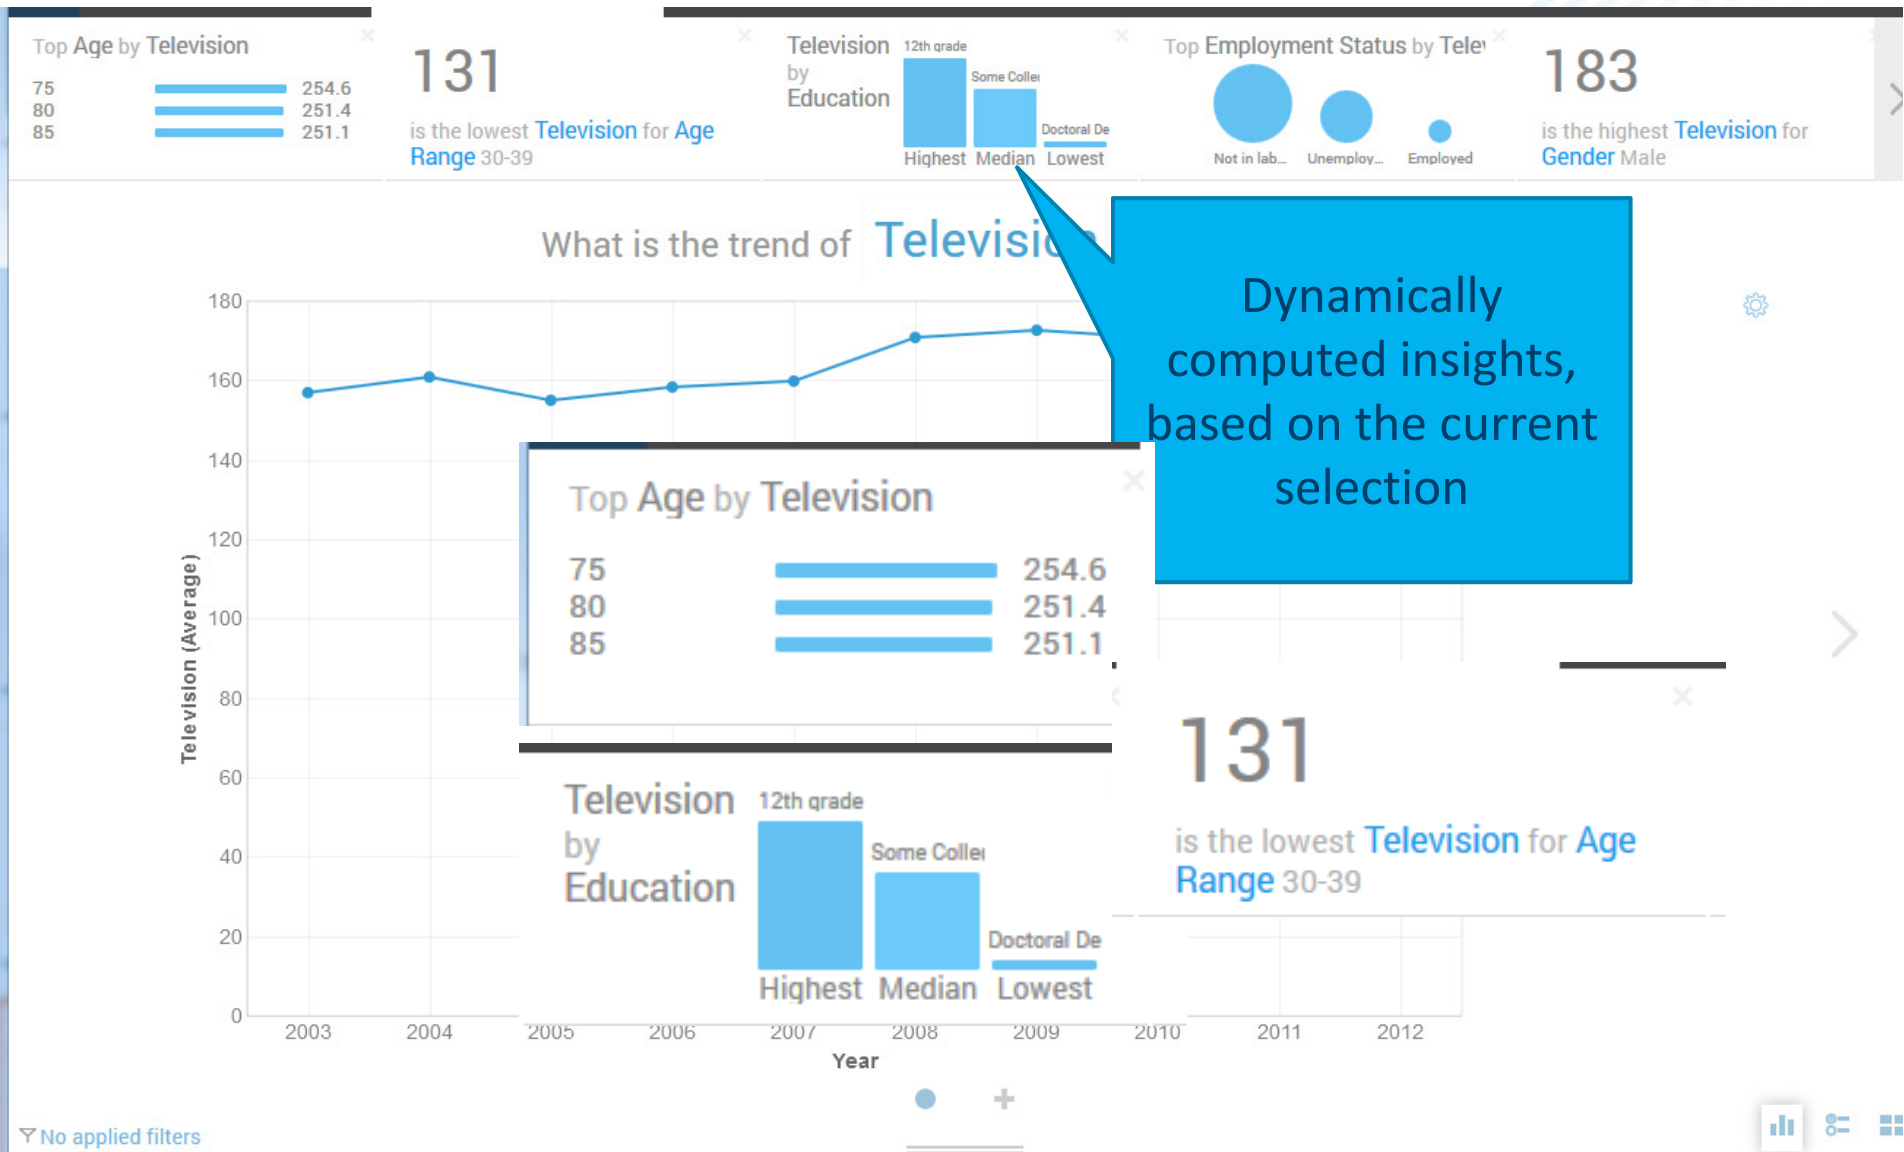 Top Age by Television
75 254.6
80 251.4
85 251.1
131
is the lowest Television for Age
Range 30-39
Television
by
Education
12th grade
Some Colle
Doctoral De
Highest Median Lowest
Top Employment Status by Tele
Not in lab... Unemploy... Employed
183
is the highest Television for
Gender Male
What is the trend of Television
Dynamically
computed insights,
based on the current
selection
180
160
140
120
100
80
60
40
20
0
Television (Average)
Top Age by Television
75 254.6
80 251.4
85 251.1
131
is the lowest Television for Age
Range 30-39
Television
by
Education
12th grade
Some Colle
Doctoral De
Highest Median Lowest
2003 2004 2005 2006 2007 2008 2009 2010 2011 2012
Year
No applied filters